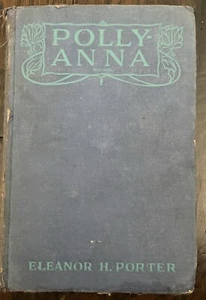 POLLY-
ANNA
ELEANOR H. PORTER